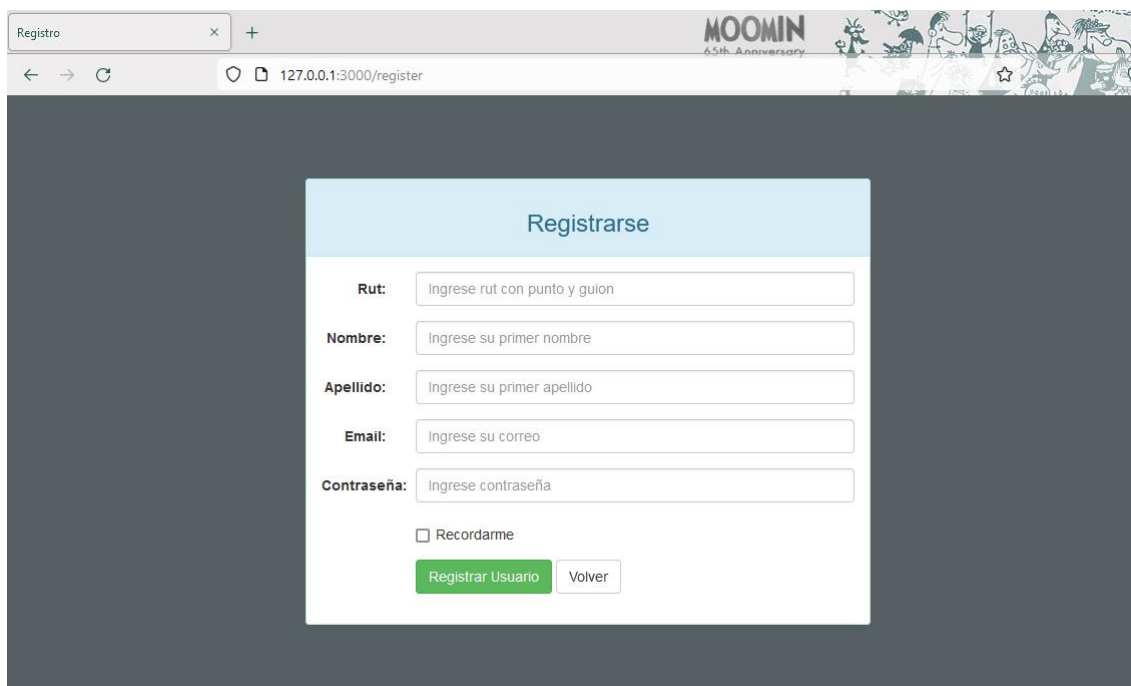 Registro
MOOMIN
65th Anniversary
127.0.0.1:3000/register
Registrarse
Rut: Ingrese rut con punto y guion
Nombre: Ingrese su primer nombre
Apellido: Ingrese su primer apellido
Email: Ingrese su correo
Contraseña: Ingrese contraseña
Recordarme
Registrar Usuario Volver